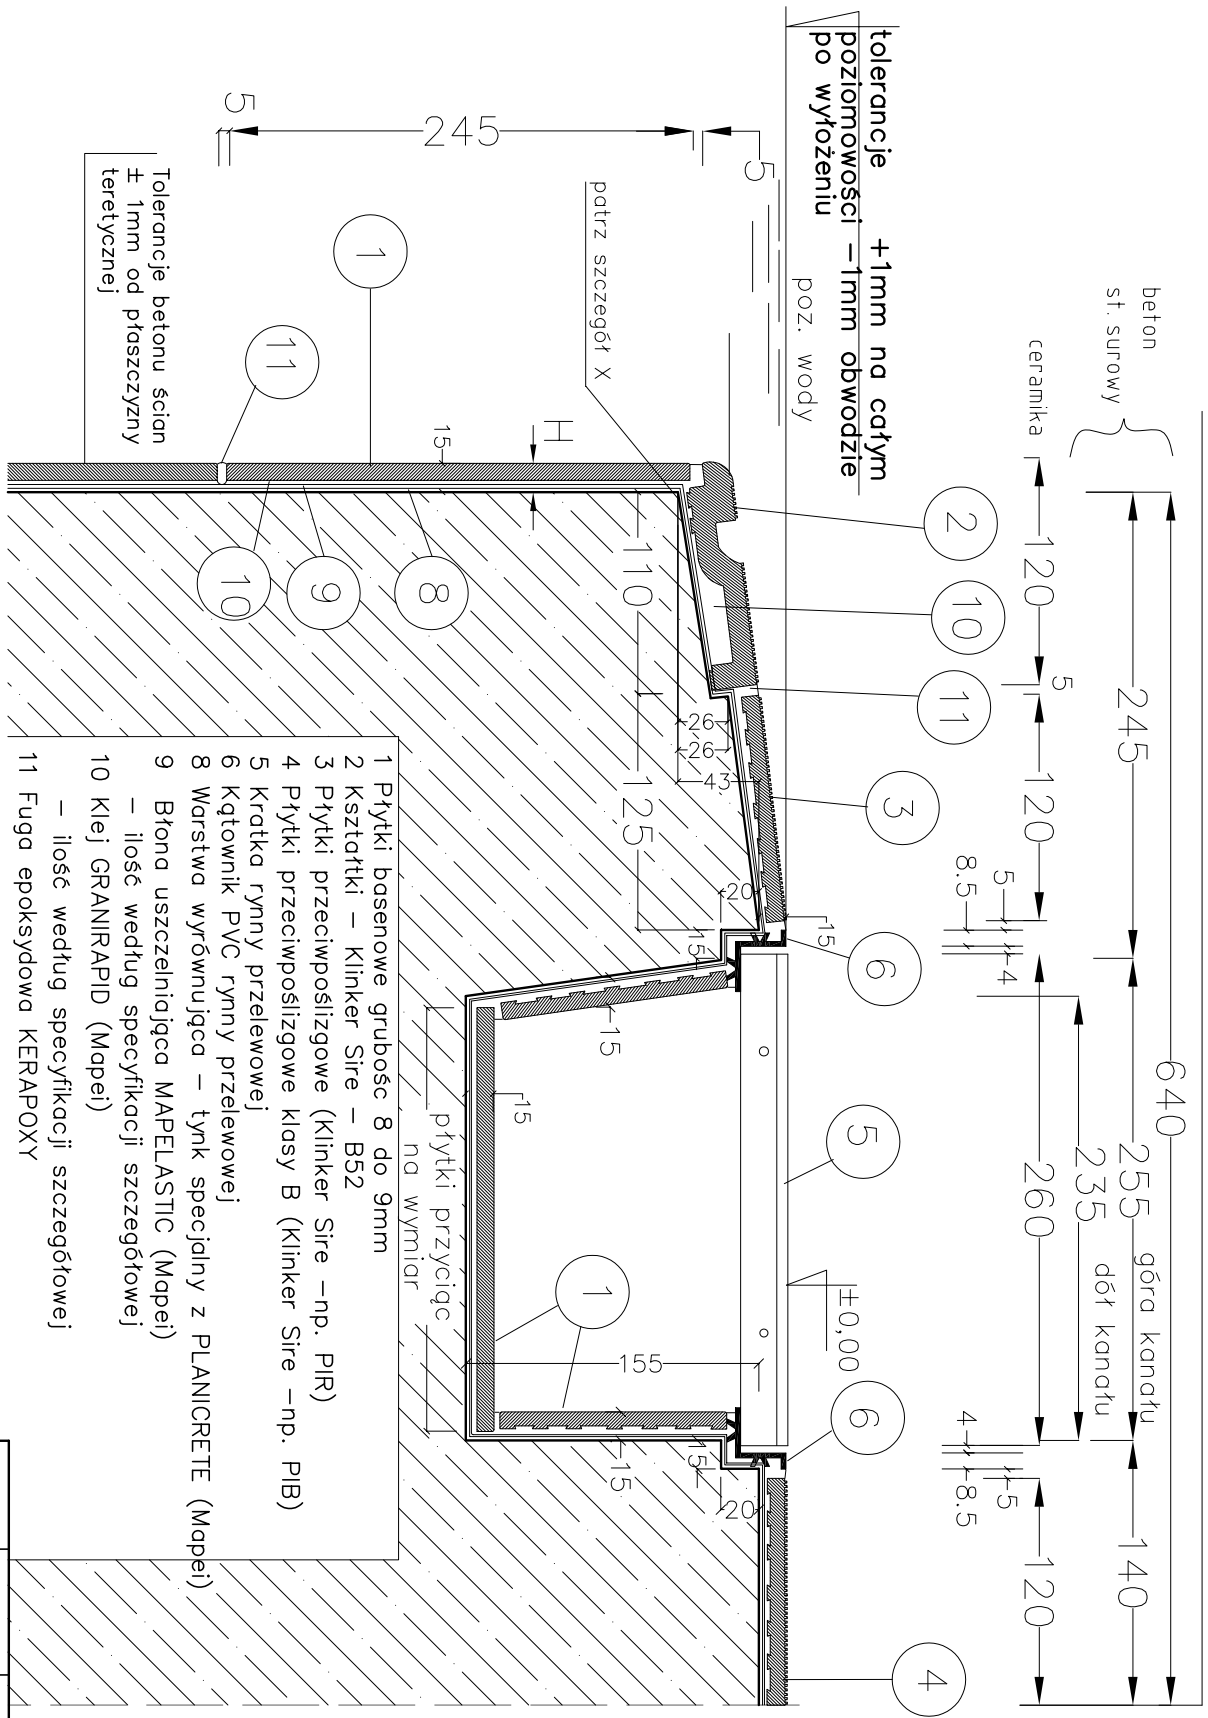 tolerancje +1mm na całym
poziomowości -1mm obwodzie
po wyłożeniu
poz. wody
beton
st. surowy
ceramika
640
245
255 góra kanału
140
235
dół kanału
120
5
120
260
120
5
8.5
4
4
5
8.5
5
245
5
patrz szczegół X
Tolerancje betonu ścian
± 1mm od płaszczyzny
teretycznej
H
15
110
125
26
26
43
20
15
15
15
15
155
15
15
20
±0,00
płytki przyciąc
na wymiar
1
2
10
11
3
6
5
6
4
1
11
8
9
10
1
1 Płytki basenowe grubośc 8 do 9mm
2 Kształtki – Klinker Sire – B52
3 Płytki przeciwpoślizgowe (Klinker Sire –np. PIR)
4 Płytki przeciwpoślizgowe klasy B (Klinker Sire –np. PIB)
5 Kratka rynny przelewowej
6 Kątownik PVC rynny przelewowej
8 Warstwa wyrównująca – tynk specjalny z PLANICRETE (Mapei)
9 Błona uszczelniająca MAPELASTIC (Mapei)
– ilość według specyfikacji szczegółowej
10 Klej GRANIRAPID (Mapei)
– ilość według specyfikacji szczegółowej
11 Fuga epoksydowa KERAPOXY